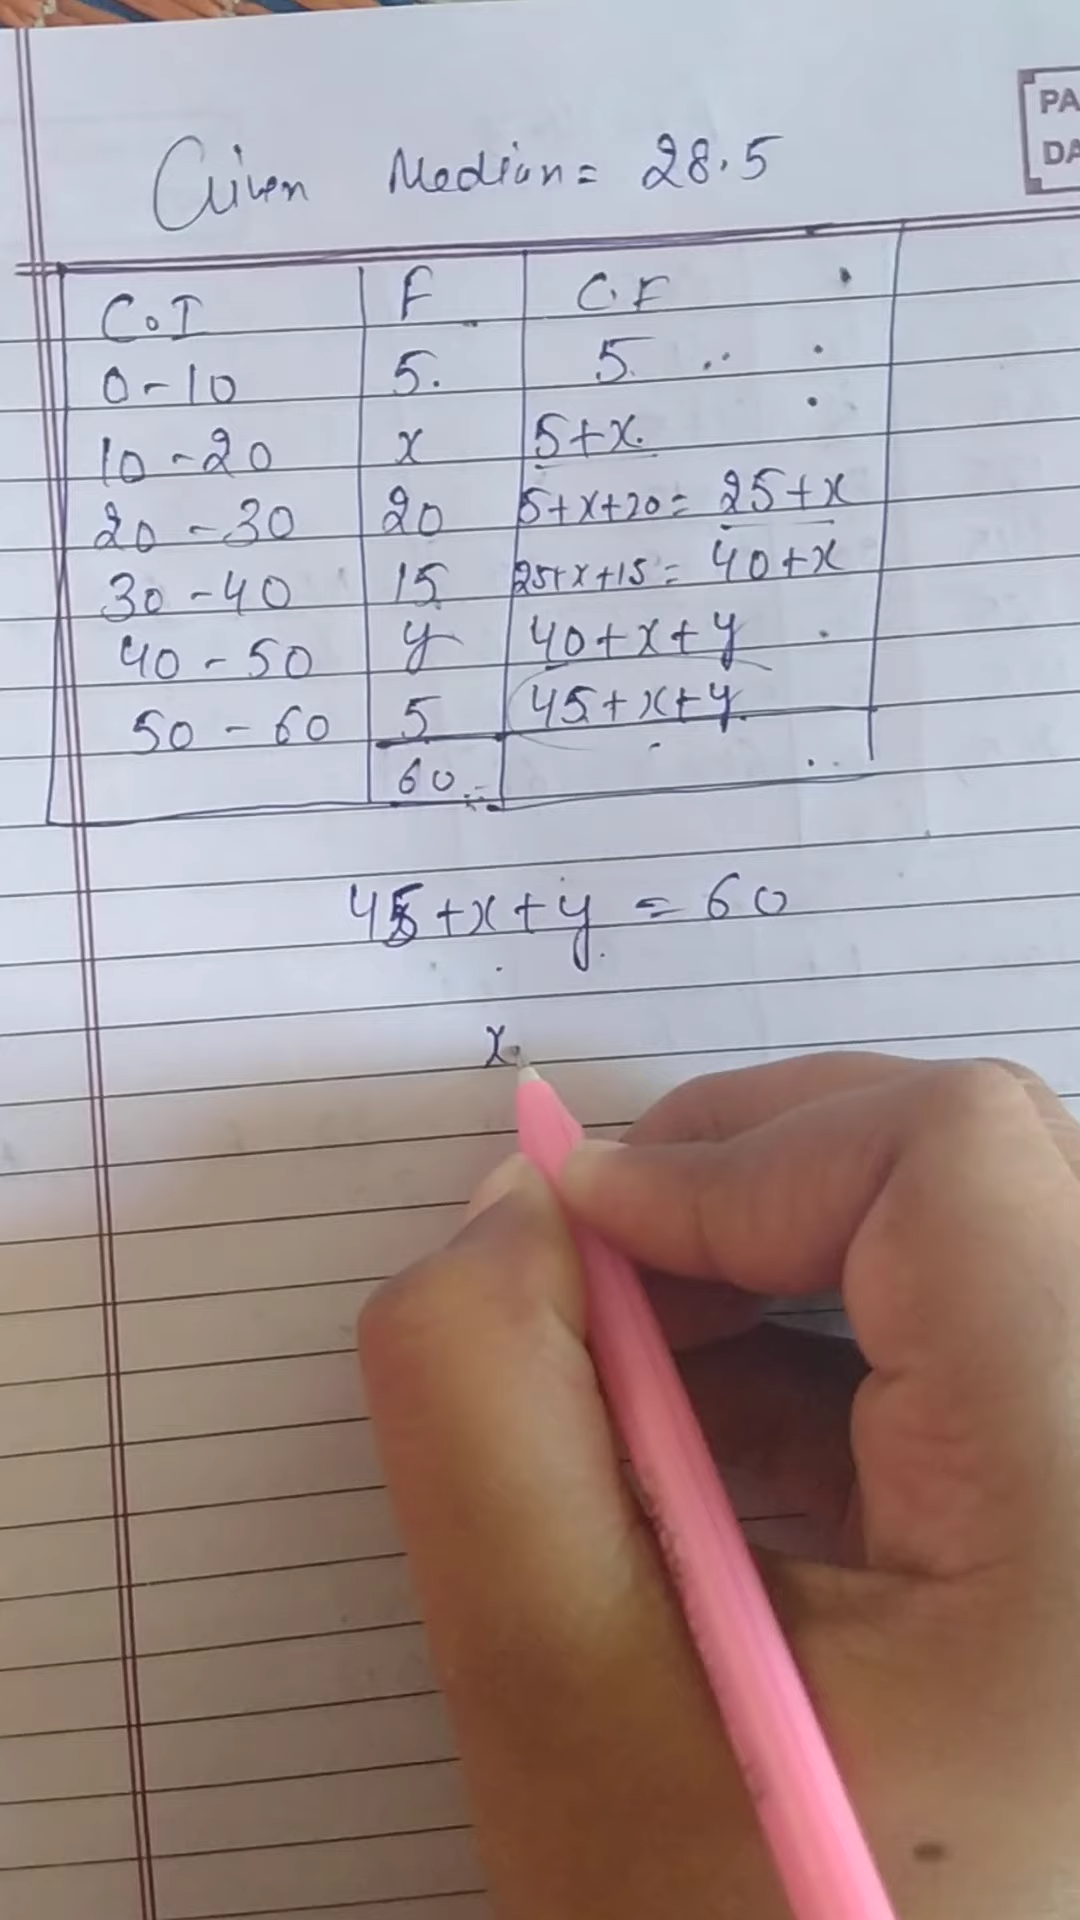 PA
DA
Given Median = 28.5
C.I F C.F
0-10 5. 5
10-20 x 5+x.
20-30 20 5+x+20= 25+x
30-40 15 25+x+15= 40+x
40-50 y 40+x+y
50-60 5 45+x+y
60
45+x+y = 60
x